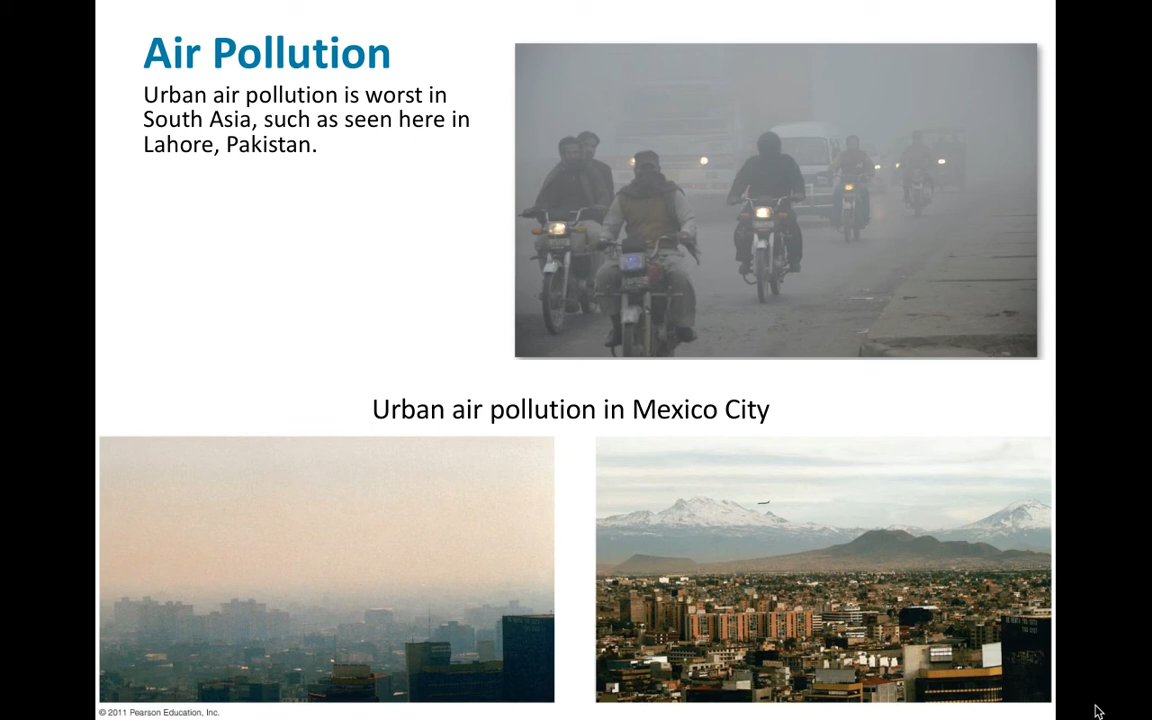 Air Pollution
Urban air pollution is worst in
South Asia, such as seen here in
Lahore, Pakistan.
Urban air pollution in Mexico City
© 2011 Pearson Education, Inc.